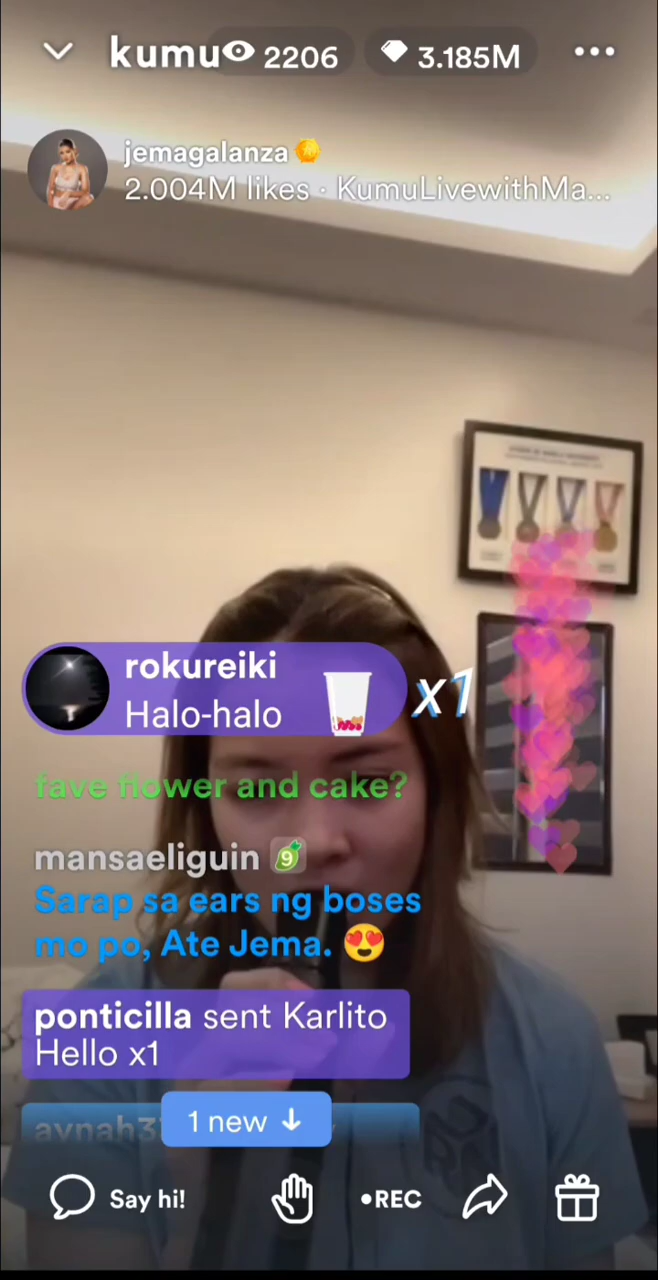 kumu 2206 3.185M
jemagalanza
2.004M likes · KumuLivewithMa...
rokureiki
Halo-halo
x1
fave flower and cake?
mansaeliguin 9
Sarap sa ears ng boses
mo po, Ate Jema. 😍
ponticilla sent Karlito
Hello x1
1 new ↓
Say hi!
•REC